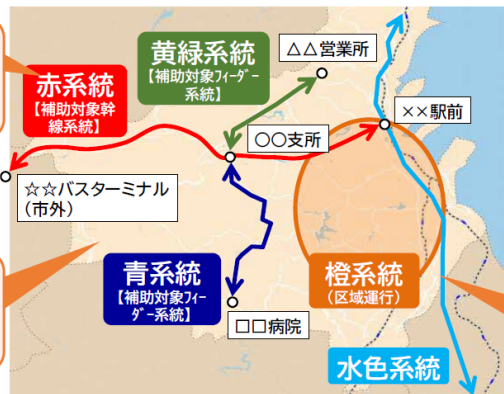 黄緑系統
【補助対象フィーダー
系統】
△△営業所
赤系統
【補助対象幹
線系統】
××駅前
○○支所
☆☆バスターミナル
(市外)
青系統
【補助対象フィー
ダー系統】
橙系統
(区域運行)
□□病院
水色系統